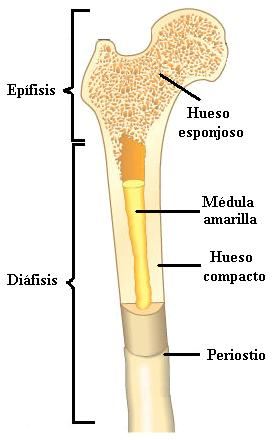 Epífisis
Hueso
esponjoso
Médula
amarilla
Hueso
compacto
Diáfisis
Periostio